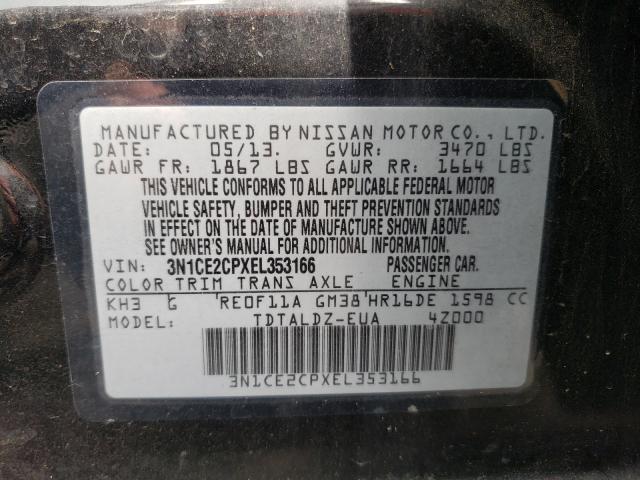 MANUFACTURED BY NISSAN MOTOR CO., LTD.
DATE: 05/13. GVWR: 3470 LBS
GAWR FR: 1867 LBS GAWR RR: 1664 LBS
THIS VEHICLE CONFORMS TO ALL APPLICABLE FEDERAL MOTOR
VEHICLE SAFETY, BUMPER AND THEFT PREVENTION STANDARDS
IN EFFECT ON THE DATE OF MANUFACTURE SHOWN ABOVE.
SEE OWNER'S MANUAL FOR ADDITIONAL INFORMATION.
VIN: 3N1CE2CPXEL353166 PASSENGER CAR.
COLOR TRIM TRANS AXLE ENGINE
KH3 G 'RE0F11A GM38'HR16DE 1598 CC
MODEL: TDTALDZ-EUA 4Z000
3N1CE2CPXEL353166